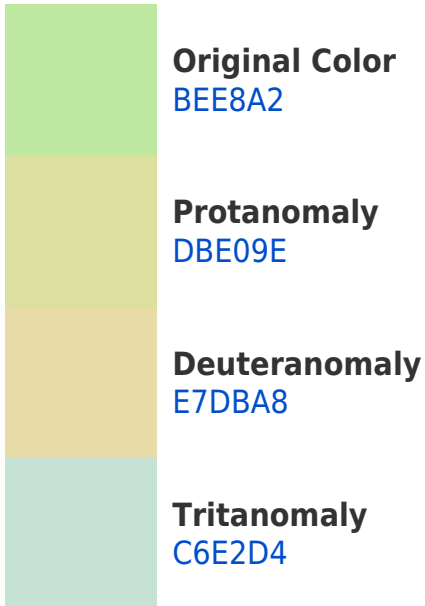 Original Color
BEE8A2
Protanomaly
DBE09E
Deuteranomaly
E7DBA8
Tritanomaly
C6E2D4